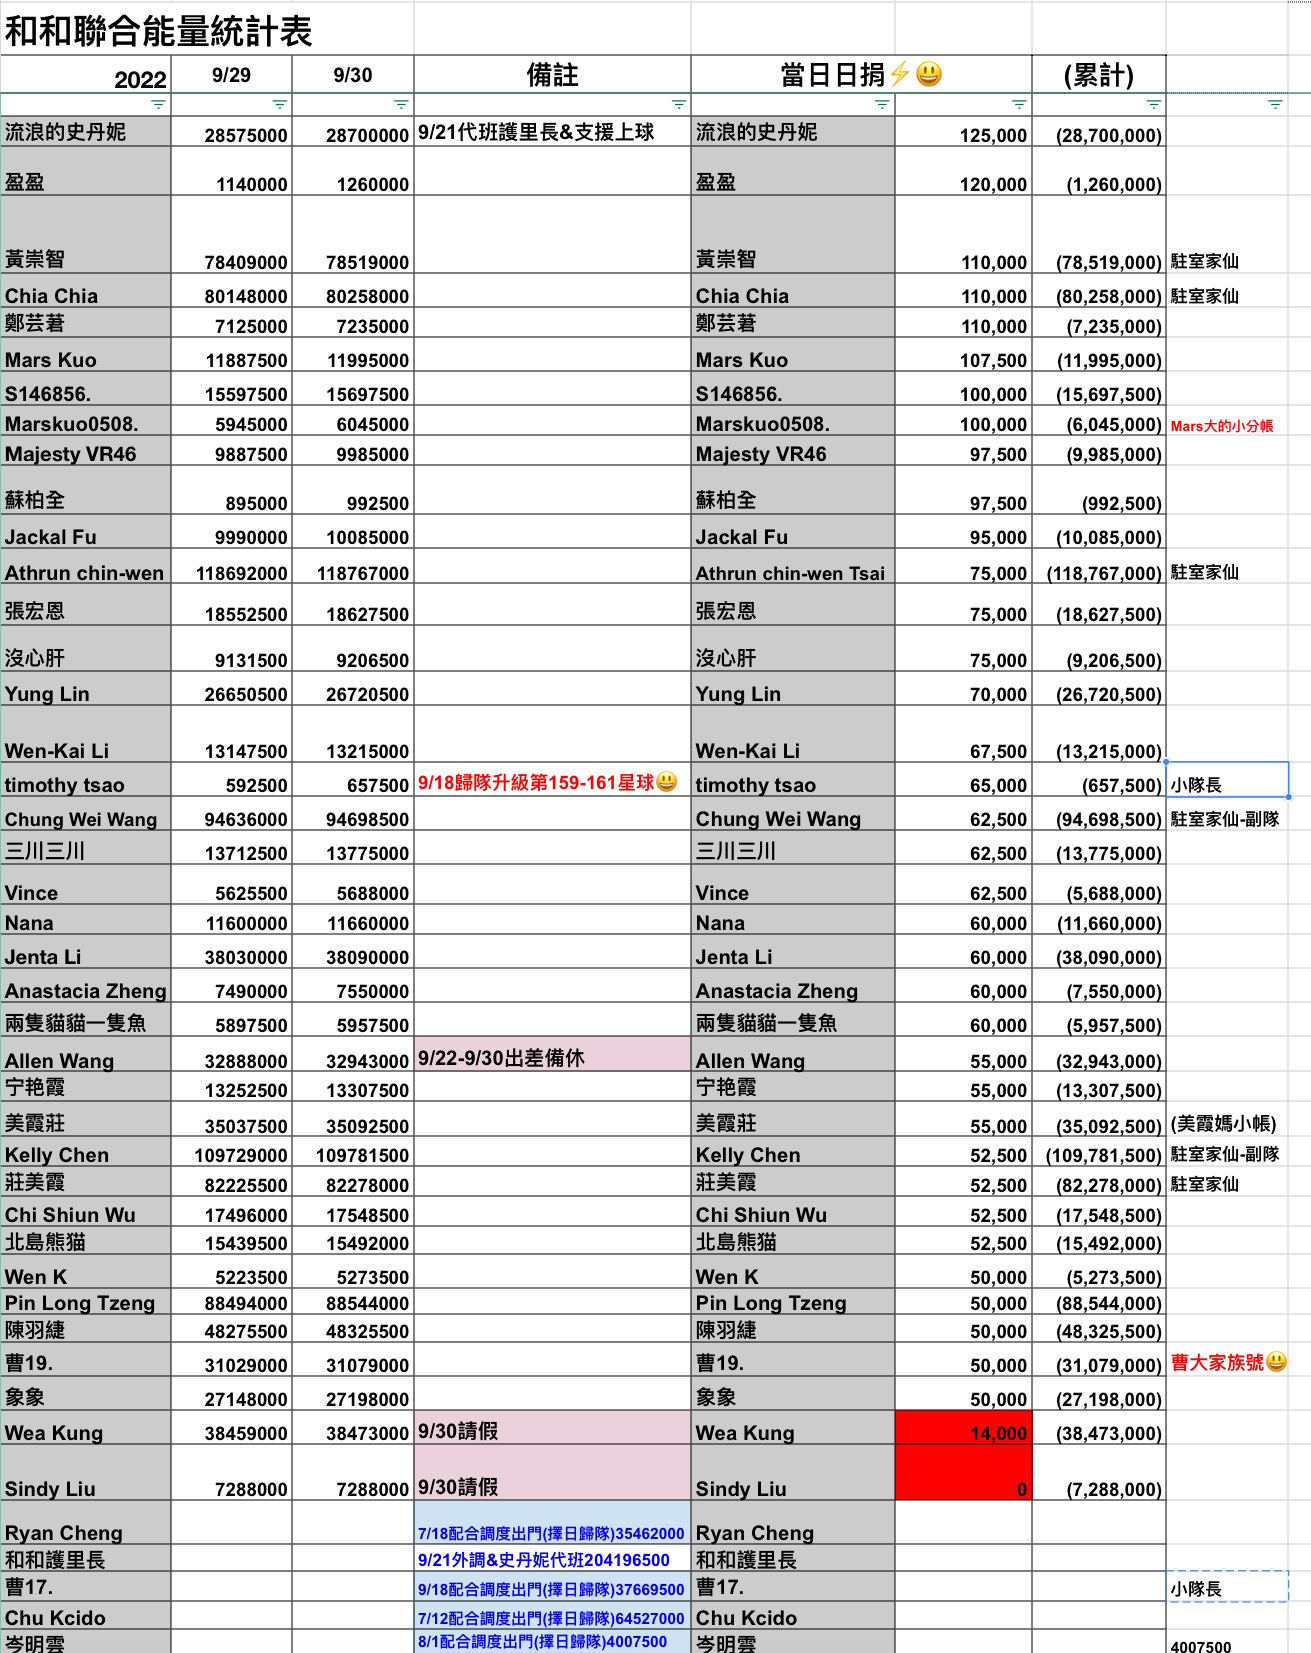 和和聯合能量統計表
2022 9/29 9/30 備註 當日日捐⚡😃 (累計)
流浪的史丹妮 28575000 28700000 9/21代班護里長&支援上球 流浪的史丹妮 125,000 (28,700,000)
盈盈 1140000 1260000 盈盈 120,000 (1,260,000)
黃崇智 78409000 78519000 黃崇智 110,000 (78,519,000) 駐室家仙
Chia Chia 80148000 80258000 Chia Chia 110,000 (80,258,000) 駐室家仙
鄭芸莙 7125000 7235000 鄭芸莙 110,000 (7,235,000)
Mars Kuo 11887500 11995000 Mars Kuo 107,500 (11,995,000)
S146856. 15597500 15697500 S146856. 100,000 (15,697,500)
Marskuo0508. 5945000 6045000 Marskuo0508. 100,000 (6,045,000) Mars大的小分帳
Majesty VR46 9887500 9985000 Majesty VR46 97,500 (9,985,000)
蘇柏全 895000 992500 蘇柏全 97,500 (992,500)
Jackal Fu 9990000 10085000 Jackal Fu 95,000 (10,085,000)
Athrun chin-wen 118692000 118767000 Athrun chin-wen Tsai 75,000 (118,767,000) 駐室家仙
張宏恩 18552500 18627500 張宏恩 75,000 (18,627,500)
沒心肝 9131500 9206500 沒心肝 75,000 (9,206,500)
Yung Lin 26650500 26720500 Yung Lin 70,000 (26,720,500)
Wen-Kai Li 13147500 13215000 Wen-Kai Li 67,500 (13,215,000)
timothy tsao 592500 657500 9/18歸隊升級第159-161星球😃 timothy tsao 65,000 (657,500) 小隊長
Chung Wei Wang 94636000 94698500 Chung Wei Wang 62,500 (94,698,500) 駐室家仙-副隊
三川三川 13712500 13775000 三川三川 62,500 (13,775,000)
Vince 5625500 5688000 Vince 62,500 (5,688,000)
Nana 11600000 11660000 Nana 60,000 (11,660,000)
Jenta Li 38030000 38090000 Jenta Li 60,000 (38,090,000)
Anastacia Zheng 7490000 7550000 Anastacia Zheng 60,000 (7,550,000)
兩隻貓貓一隻魚 5897500 5957500 兩隻貓貓一隻魚 60,000 (5,957,500)
Allen Wang 32888000 32943000 9/22-9/30出差備休 Allen Wang 55,000 (32,943,000)
宁艳霞 13252500 13307500 宁艳霞 55,000 (13,307,500)
美霞莊 35037500 35092500 美霞莊 55,000 (35,092,500) (美霞媽小帳)
Kelly Chen 109729000 109781500 Kelly Chen 52,500 (109,781,500) 駐室家仙-副隊
莊美霞 82225500 82278000 莊美霞 52,500 (82,278,000) 駐室家仙
Chi Shiun Wu 17496000 17548500 Chi Shiun Wu 52,500 (17,548,500)
北島熊猫 15439500 15492000 北島熊猫 52,500 (15,492,000)
Wen K 5223500 5273500 Wen K 50,000 (5,273,500)
Pin Long Tzeng 88494000 88544000 Pin Long Tzeng 50,000 (88,544,000)
陳羽緁 48275500 48325500 陳羽緁 50,000 (48,325,500)
曹19. 31029000 31079000 曹19. 50,000 (31,079,000) 曹大家族號😃
象象 27148000 27198000 象象 50,000 (27,198,000)
Wea Kung 38459000 38473000 9/30請假 Wea Kung 14,000 (38,473,000)
Sindy Liu 7288000 7288000 9/30請假 Sindy Liu 0 (7,288,000)
Ryan Cheng 7/18配合調度出門(擇日歸隊)35462000 Ryan Cheng
和和護里長 9/21外調&史丹妮代班204196500 和和護里長
曹17. 9/18配合調度出門(擇日歸隊)37669500 曹17. 小隊長
Chu Kcido 7/12配合調度出門(擇日歸隊)64527000 Chu Kcido
岑明雲 8/1配合調度出門(擇日歸隊)4007500 岑明雲 4007500